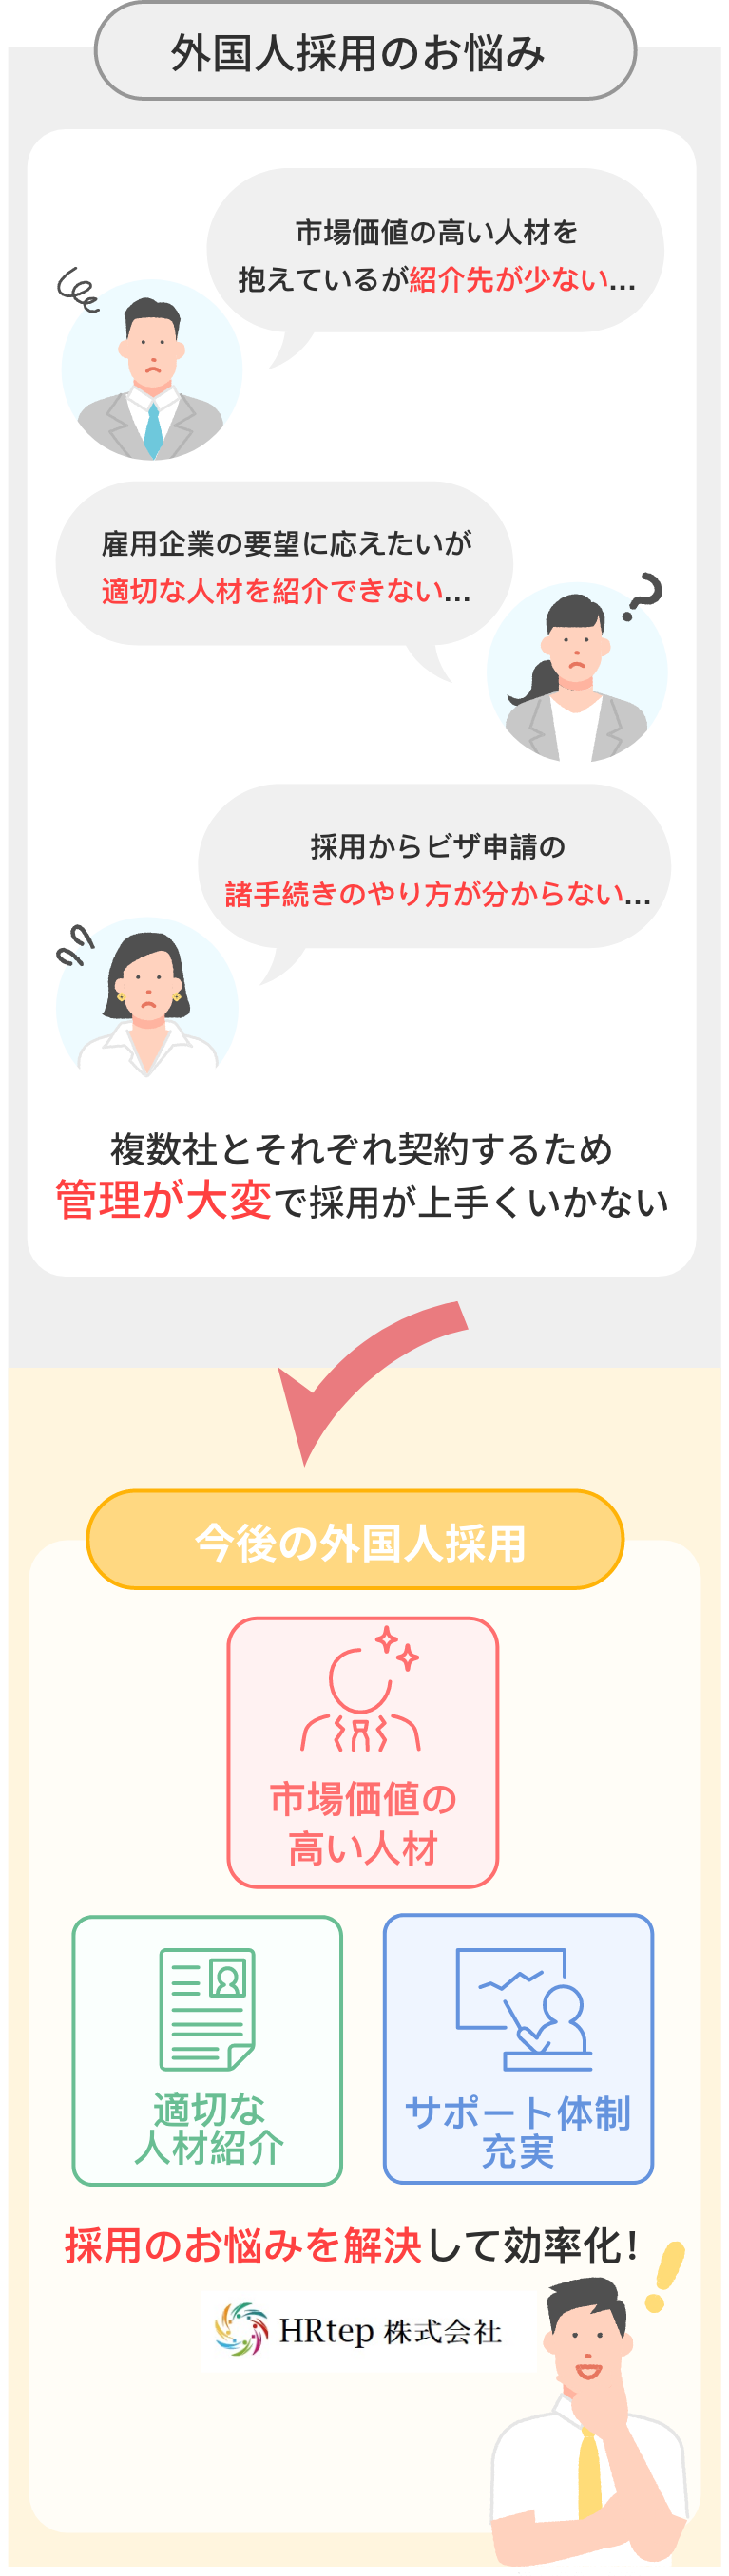 外国人採用のお悩み
市場価値の高い人材を
抱えているが紹介先が少ない...
雇用企業の要望に応えたいが
適切な人材を紹介できない...
採用からビザ申請の
諸手続きのやり方が分からない...
複数社とそれぞれ契約するため
管理が大変で採用が上手くいかない
今後の外国人採用
市場価値の
高い人材
適切な
人材紹介
サポート体制
充実
採用のお悩みを解決して効率化!
HRtep 株式会社